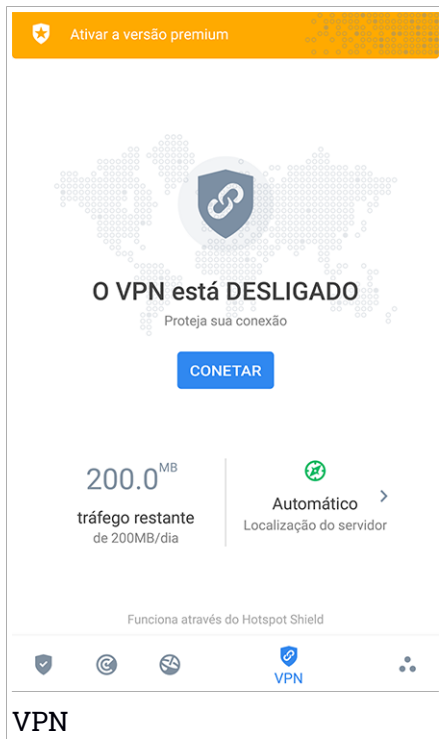 Ativar a versão premium
O VPN está DESLIGADO
Proteja sua conexão
CONETAR
200.0MB
tráfego restante
de 200MB/dia
Automático
Localização do servidor
Funciona através do Hotspot Shield
VPN
VPN